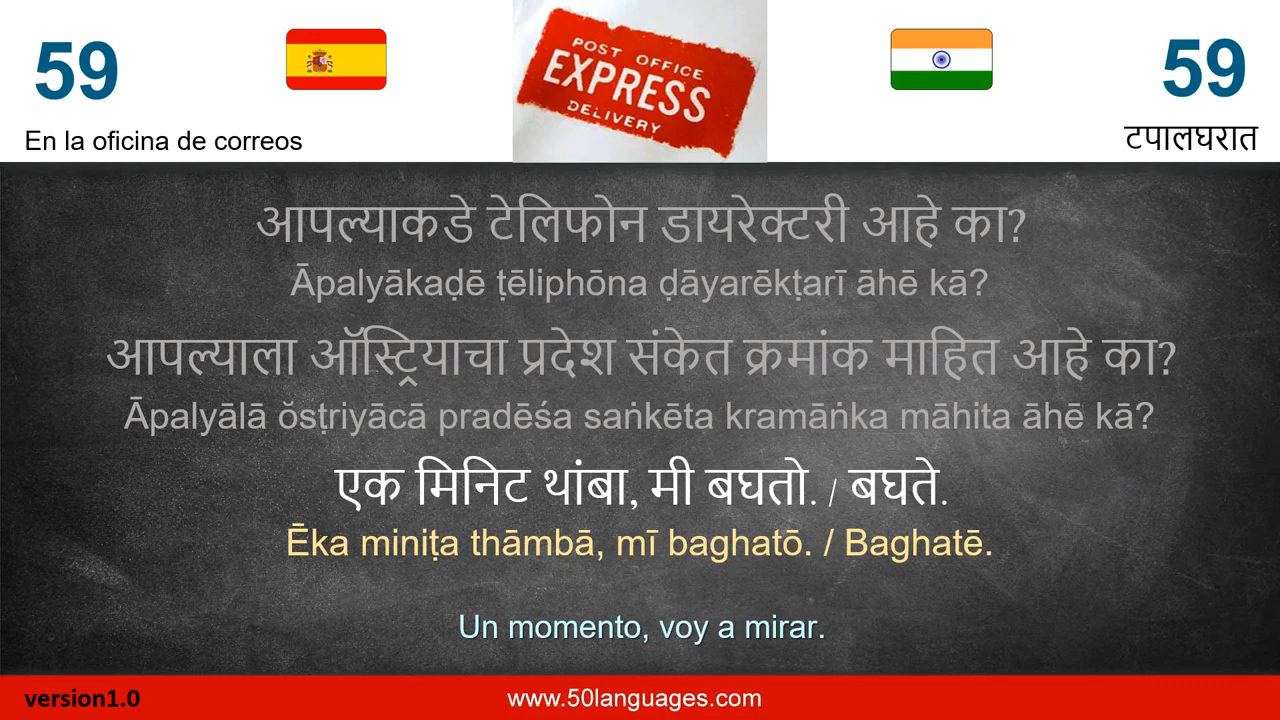 59
59
En la oficina de correos
POST OFFICE
EXPRESS
DELIVERY
टपालघरात
आपल्याकडे टेलिफोन डायरेक्टरी आहे का?
Āpalyākaḍē ṭēliphōna ḍāyarēkṭarī āhē kā?
आपल्याला ऑस्ट्रियाचा प्रदेश संकेत क्रमांक माहित आहे का?
Āpalyālā ŏsṭriyācā pradēśa saṅkēta kramāṅka māhita āhē kā?
एक मिनिट थांबा, मी बघतो. / बघते.
Ēka miniṭa thāmbā, mī baghatō. / Baghatē.
Un momento, voy a mirar.
version1.0
www.50languages.com